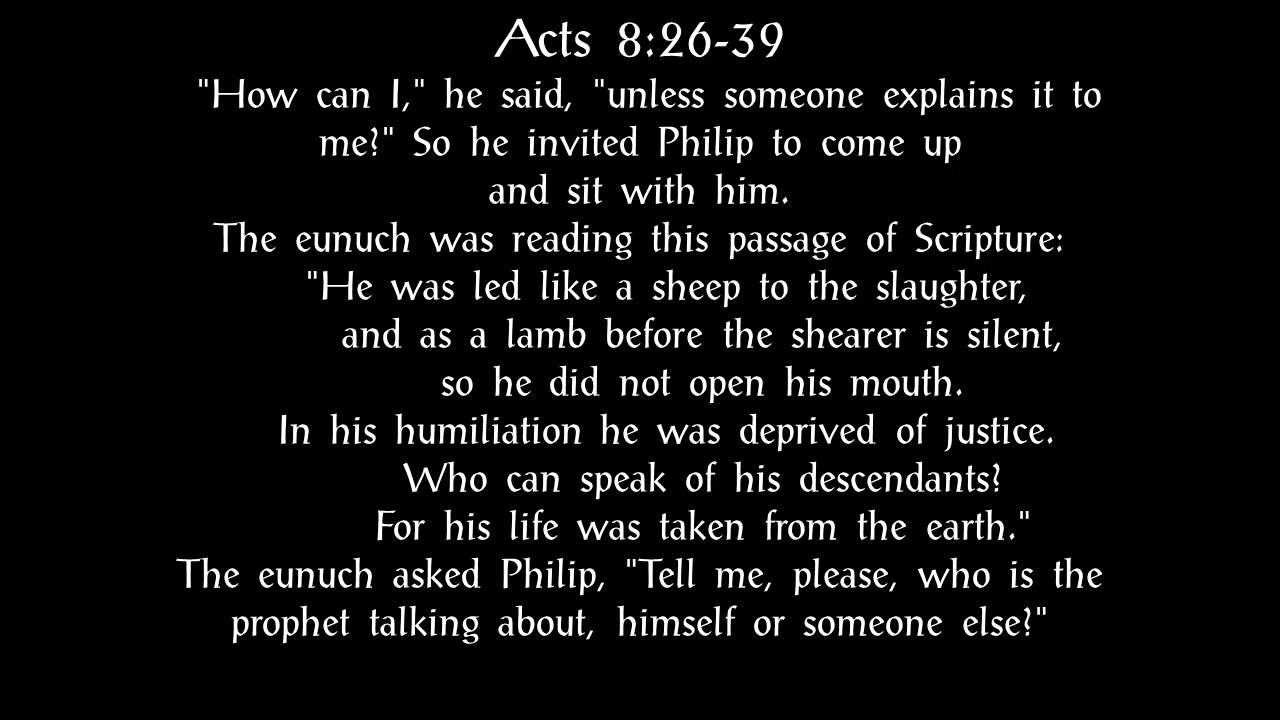 Acts 8:26-39
"How can I," he said, "unless someone explains it to
me?" So he invited Philip to come up
and sit with him.
The eunuch was reading this passage of Scripture:
"He was led like a sheep to the slaughter,
and as a lamb before the shearer is silent,
so he did not open his mouth.
In his humiliation he was deprived of justice.
Who can speak of his descendants?
For his life was taken from the earth."
The eunuch asked Philip, "Tell me, please, who is the
prophet talking about, himself or someone else?"